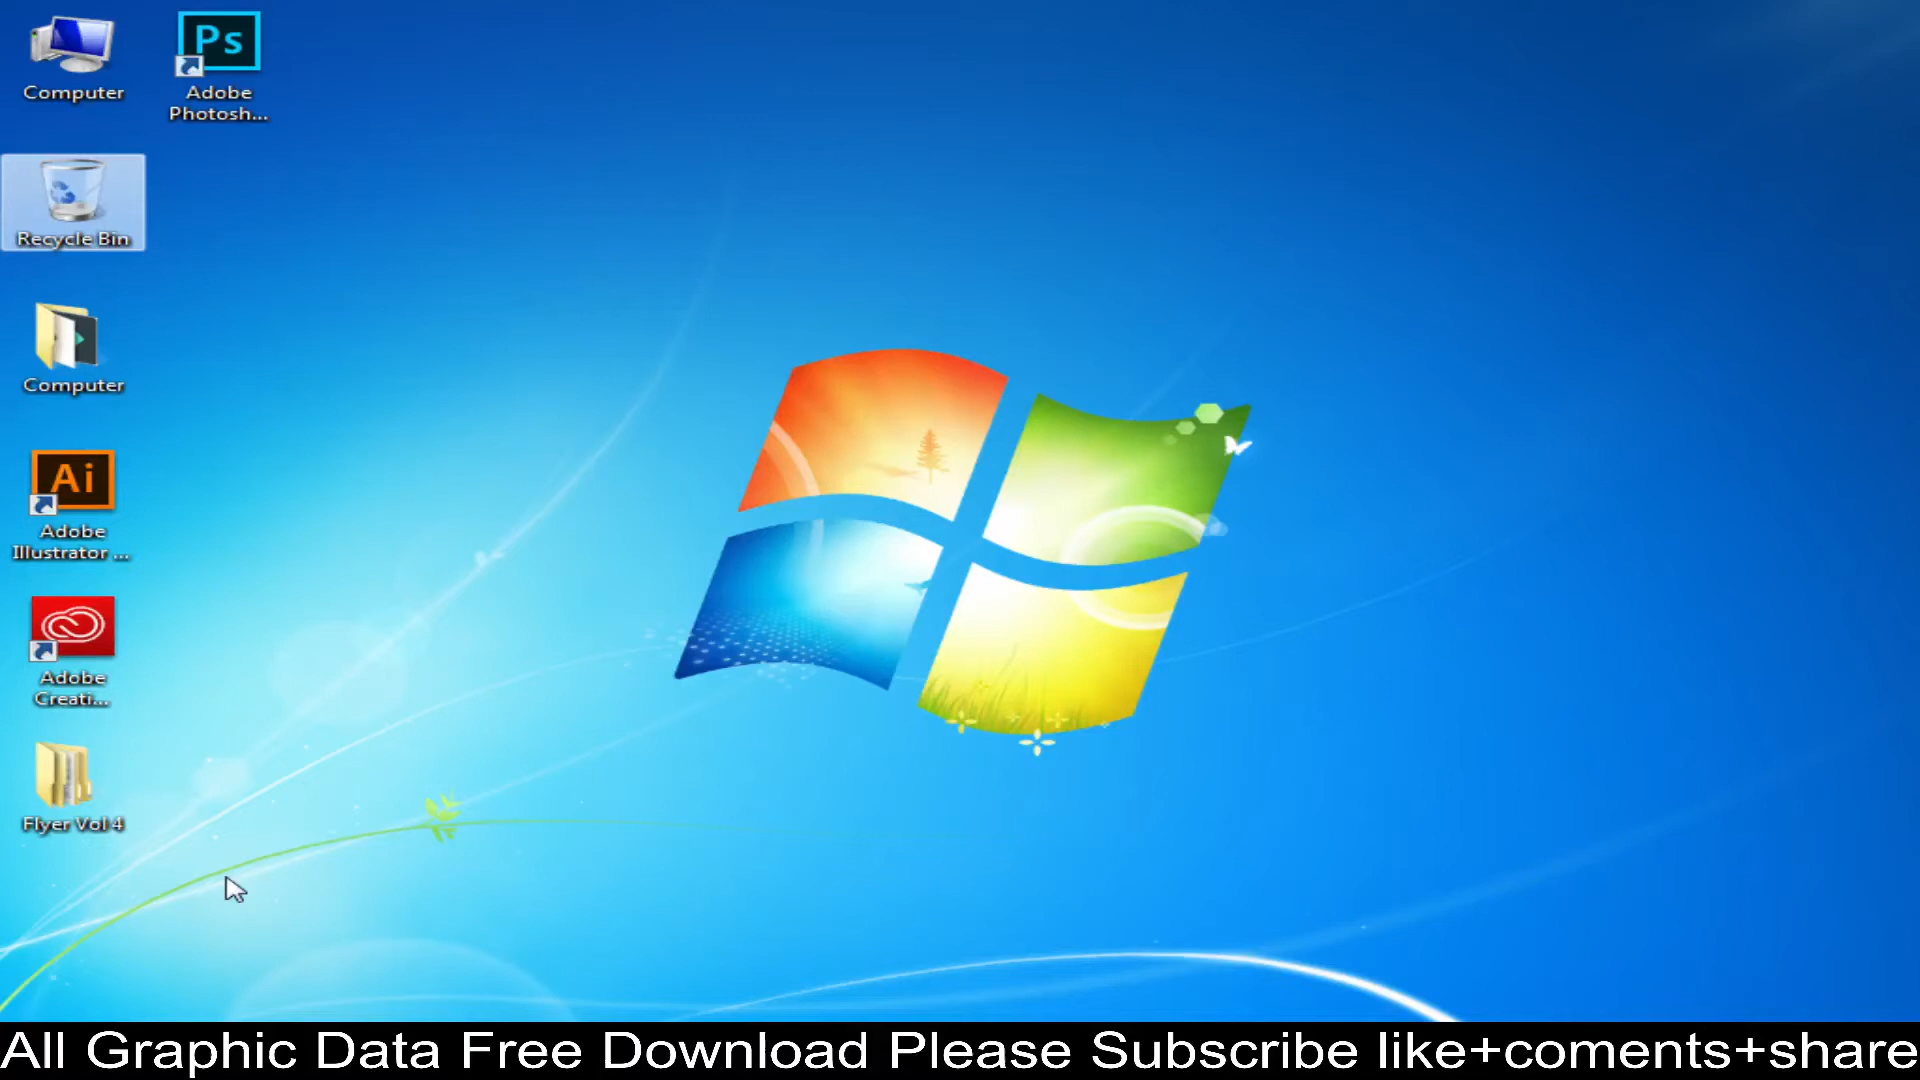 Computer
Ps
Adobe
Photosh...
Recycle Bin
Computer
Ai
Adobe
Illustrator ...
Adobe
Creati...
Flyer Vol 4
All Graphic Data Free Download Please Subscribe like+coments+share